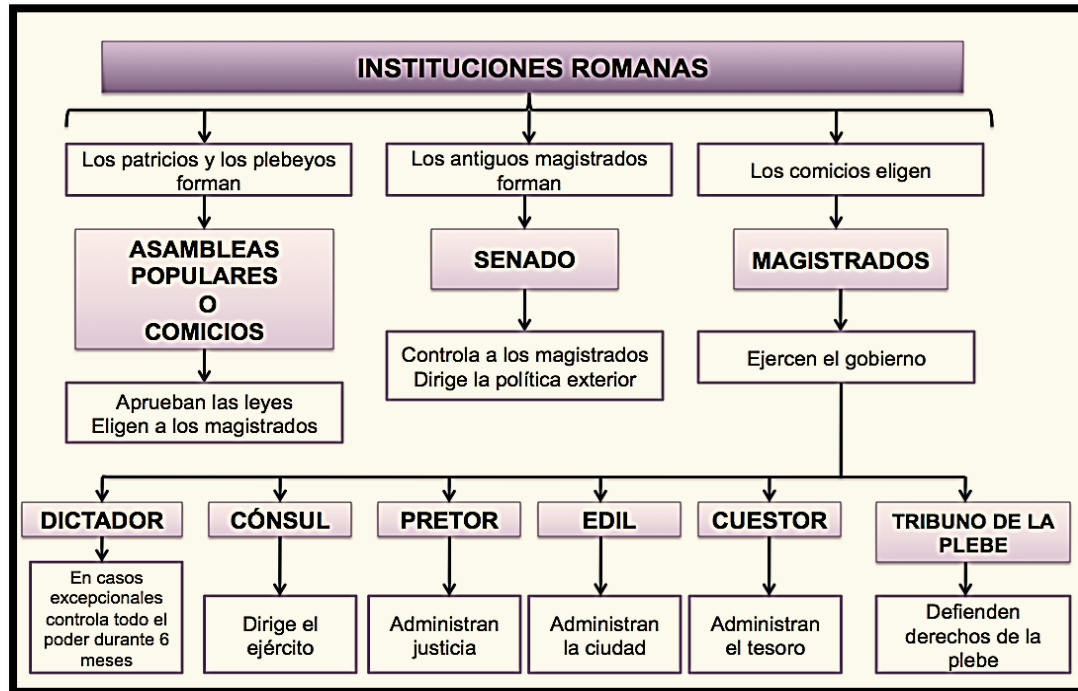 INSTITUCIONES ROMANAS
Los patricios y los plebeyos
forman
ASAMBLEAS
POPULARES
O
COMICIOS
Aprueban las leyes
Eligen a los magistrados
Los antiguos magistrados
forman
SENADO
Controla a los magistrados
Dirige la política exterior
Los comicios eligen
MAGISTRADOS
Ejercen el gobierno
DICTADOR
En casos
excepcionales
controla todo el
poder durante 6
meses
CÓNSUL
Dirige el
ejército
PRETOR
Administran
justicia
EDIL
Administran
la ciudad
CUESTOR
Administran
el tesoro
TRIBUNO DE LA
PLEBE
Defienden
derechos de la
plebe